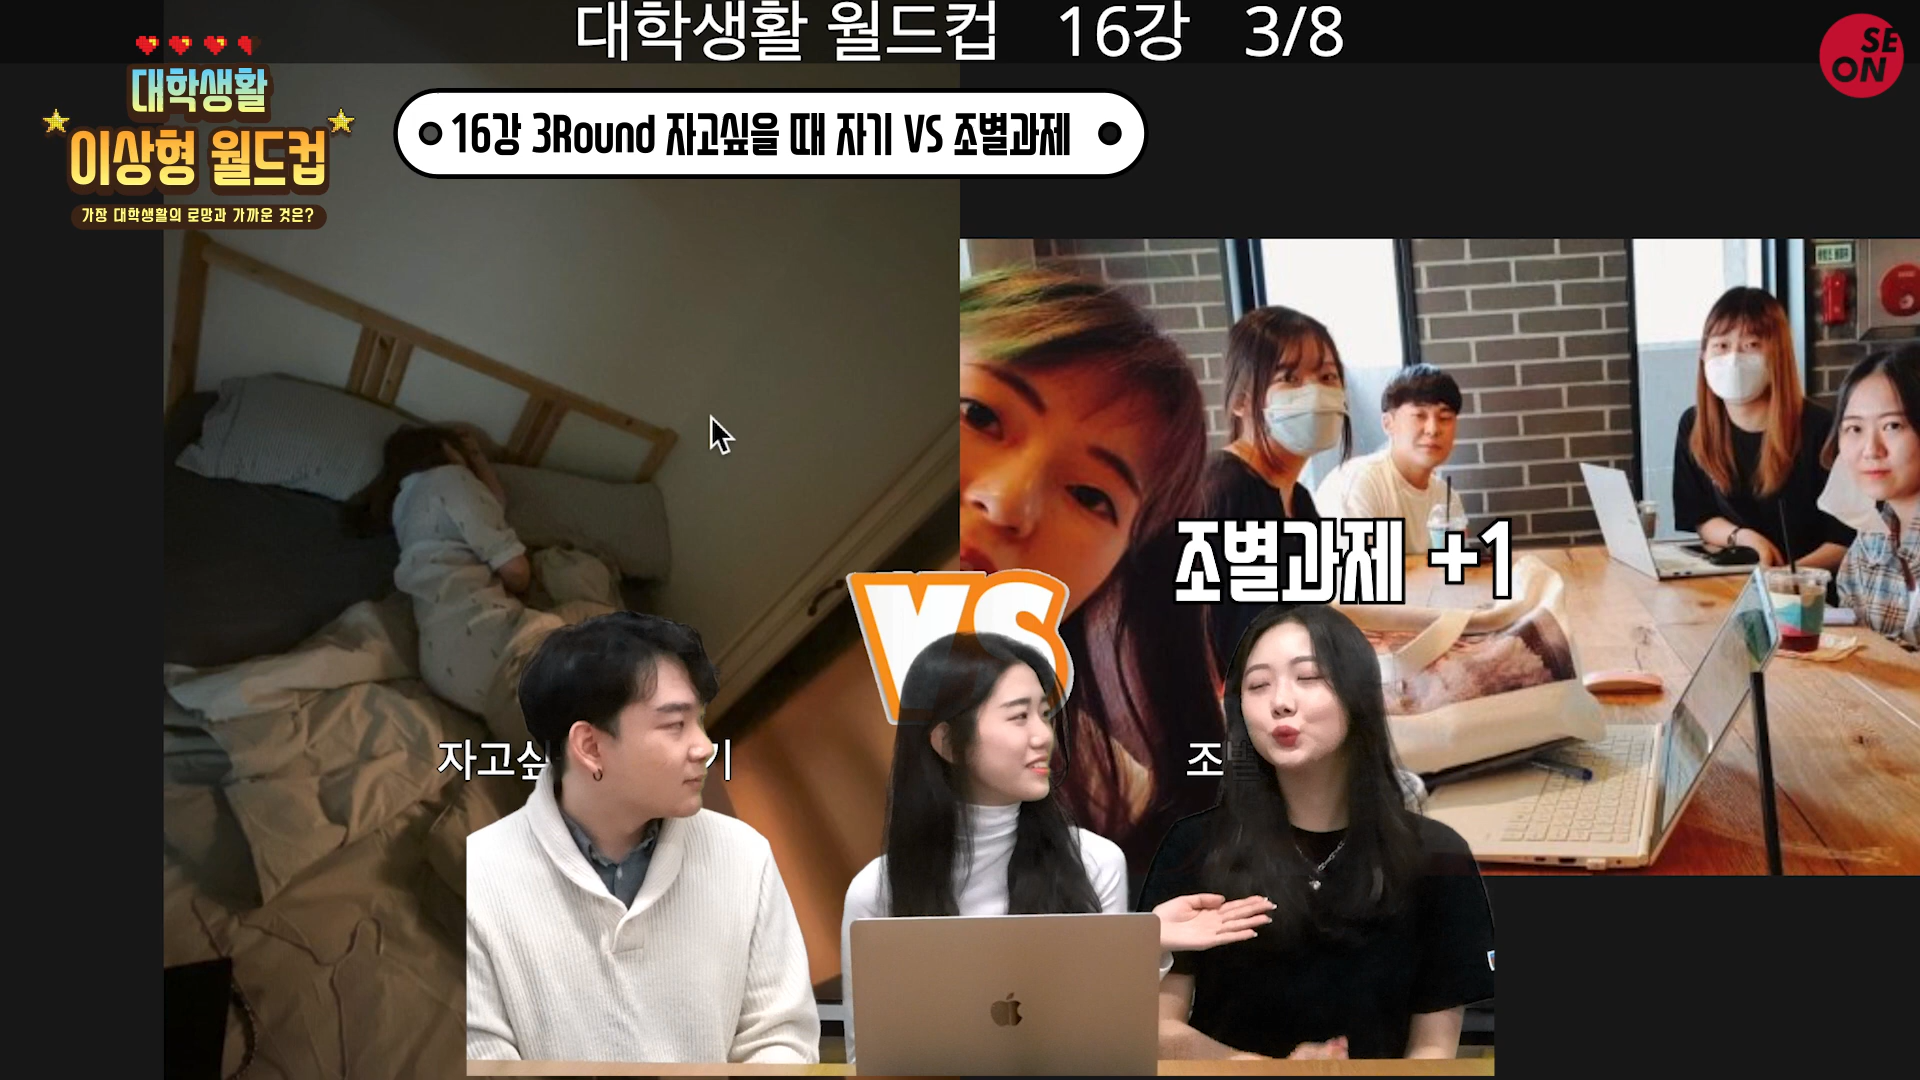 대학생활 월드컵 16강 3/8
SE
ON
대학생활
이상형 월드컵
가장 대학생활의 로망과 가까운 것은?
16강 3Round 자고싶을 때 자기 VS 조별과제
조별과제 +1
VS
자고싶
기
조별